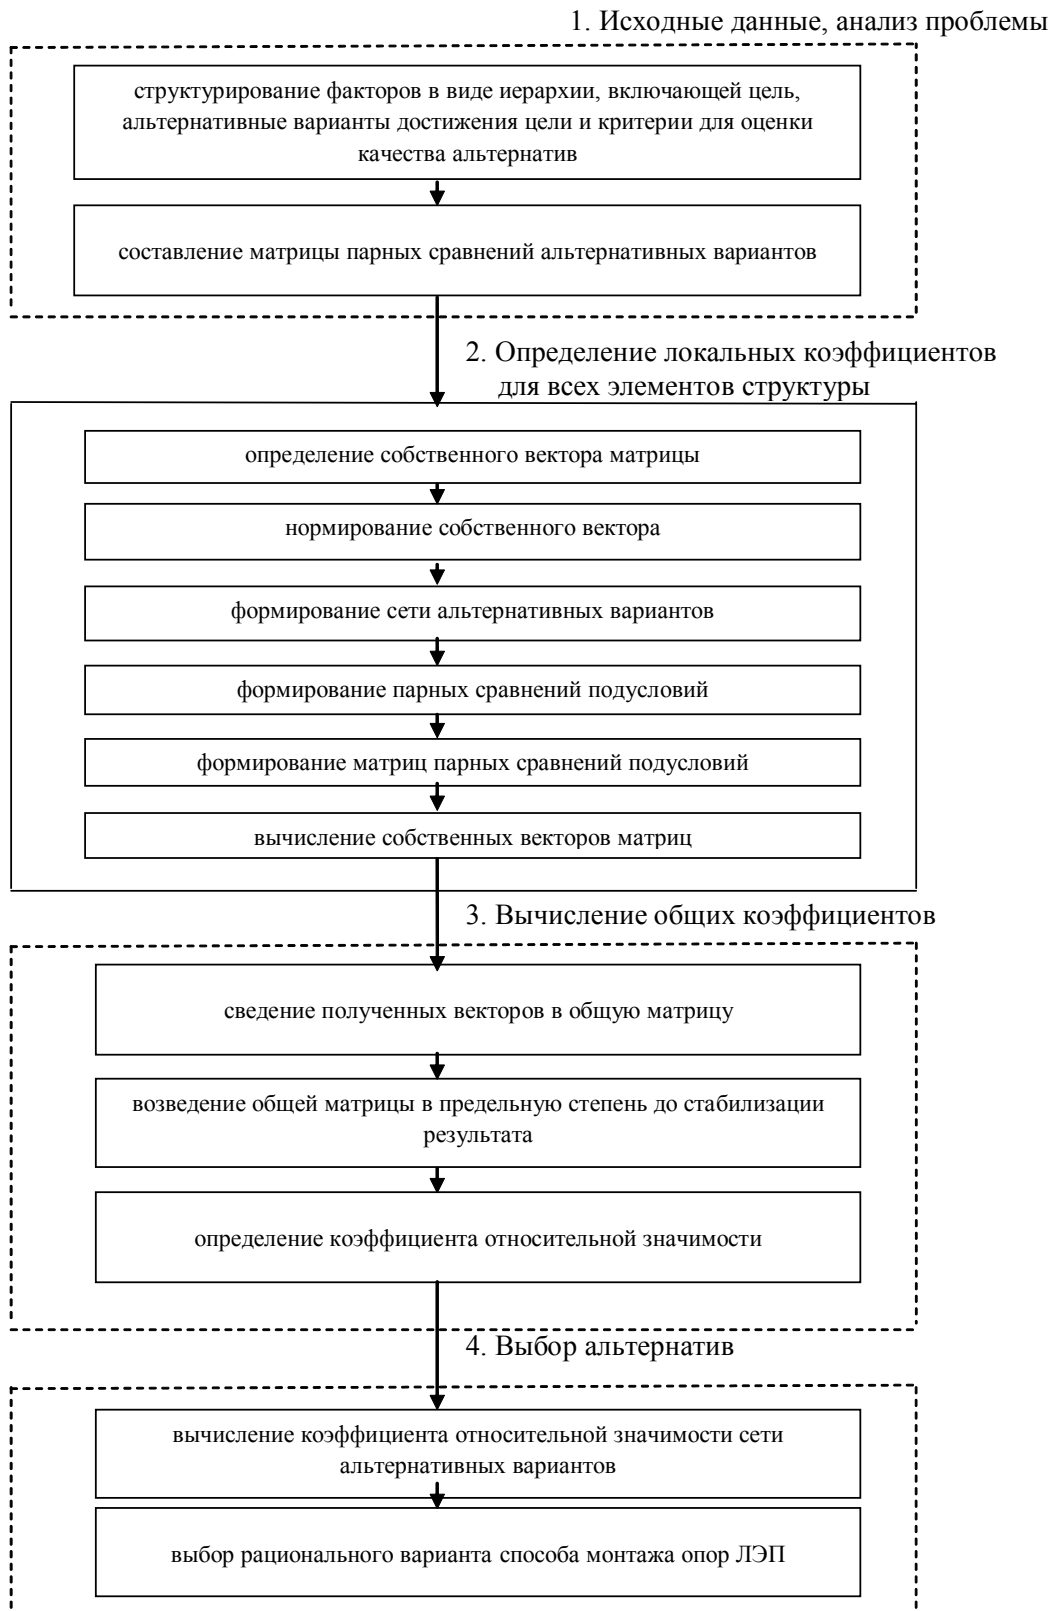 1. Исходные данные, анализ проблемы
структурирование факторов в виде иерархии, включающей цель,
альтернативные варианты достижения цели и критерии для оценки
качества альтернатив
составление матрицы парных сравнений альтернативных вариантов
2. Определение локальных коэффициентов
для всех элементов структуры
определение собственного вектора матрицы
нормирование собственного вектора
формирование сети альтернативных вариантов
формирование парных сравнений подусловий
формирование матриц парных сравнений подусловий
вычисление собственных векторов матриц
3. Вычисление общих коэффициентов
сведение полученных векторов в общую матрицу
возведение общей матрицы в предельную степень до стабилизации
результата
определение коэффициента относительной значимости
4. Выбор альтернатив
вычисление коэффициента относительной значимости сети
альтернативных вариантов
выбор рационального варианта способа монтажа опор ЛЭП